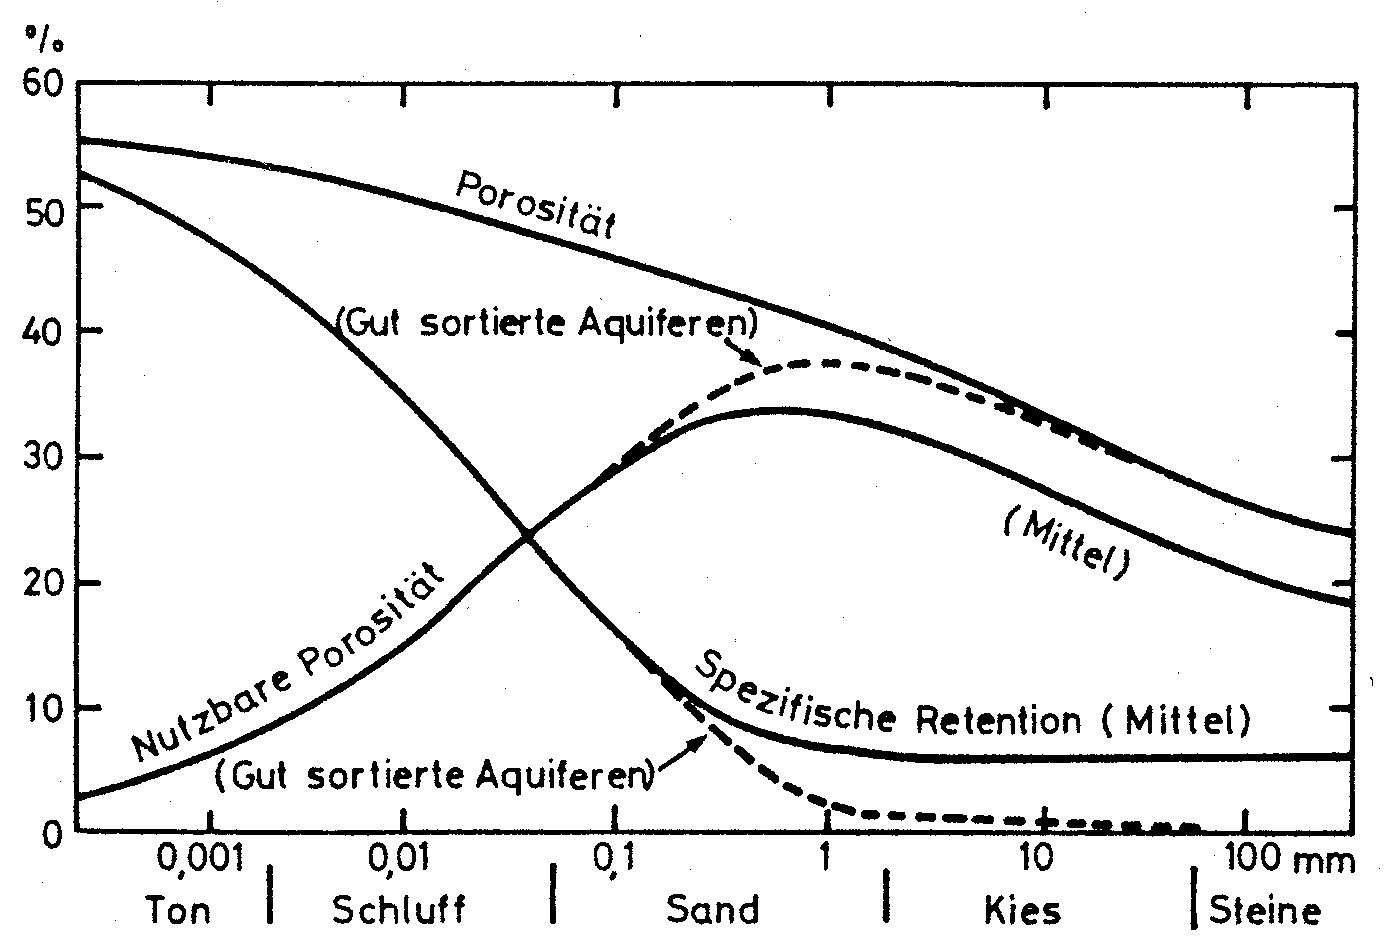 %
60
Porosität
50
(Gut sortierte Aquiferen)
40
30
(Mittel)
20
Nutzbare Porosität
Spezifische Retention (Mittel)
10
(Gut sortierte Aquiferen)
0
0,001 0,01 0,1 1 10 100 mm
Ton Schluff Sand Kies Steine